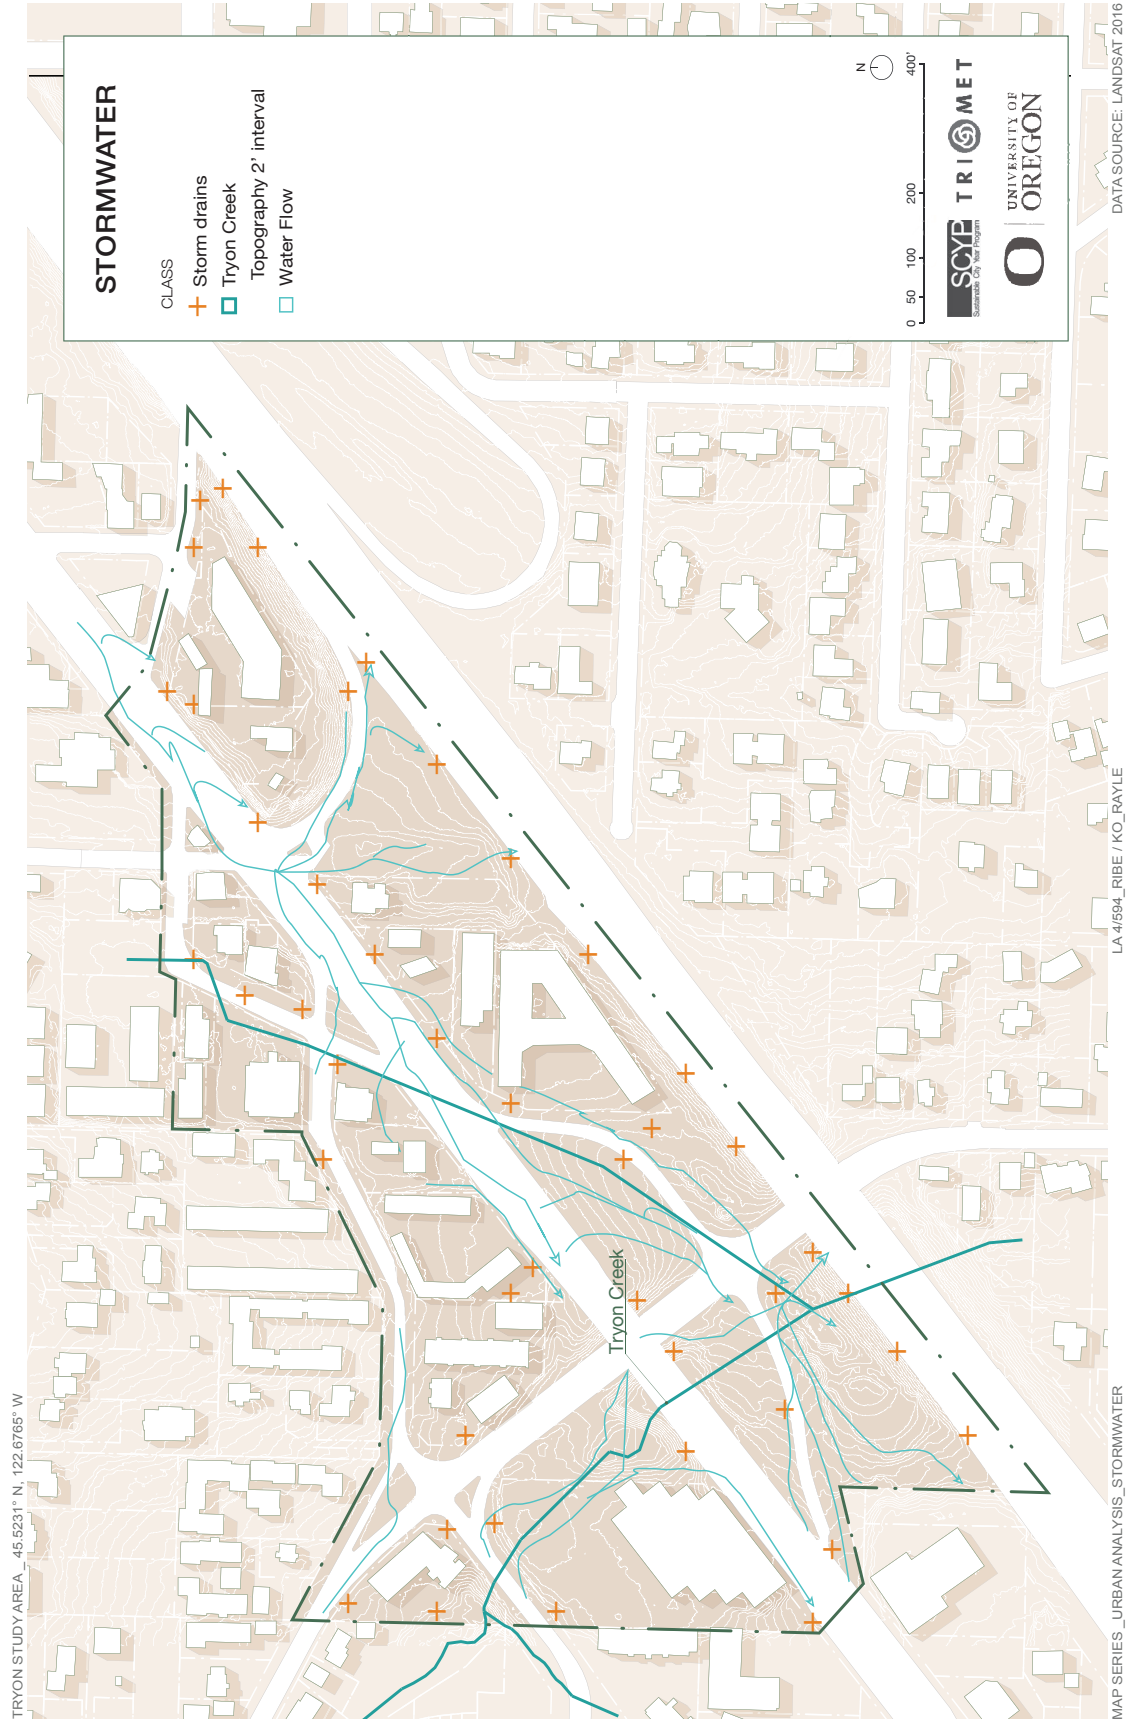 TRYON STUDY AREA _ 45.5231° N, 122.6765° W
STORMWATER
CLASS
Storm drains
Tryon Creek
Topography 2' interval
Water Flow
N
0 50 100 200 400'
SCYP
Sustainable City Year Program
TRIMET
O
UNIVERSITY OF
OREGON
Tryon Creek
MAP SERIES _URBAN ANALYSIS_STORMWATER
LA 4/594_RIBE / KO_RAYLE
DATA SOURCE: LANDSAT 2016